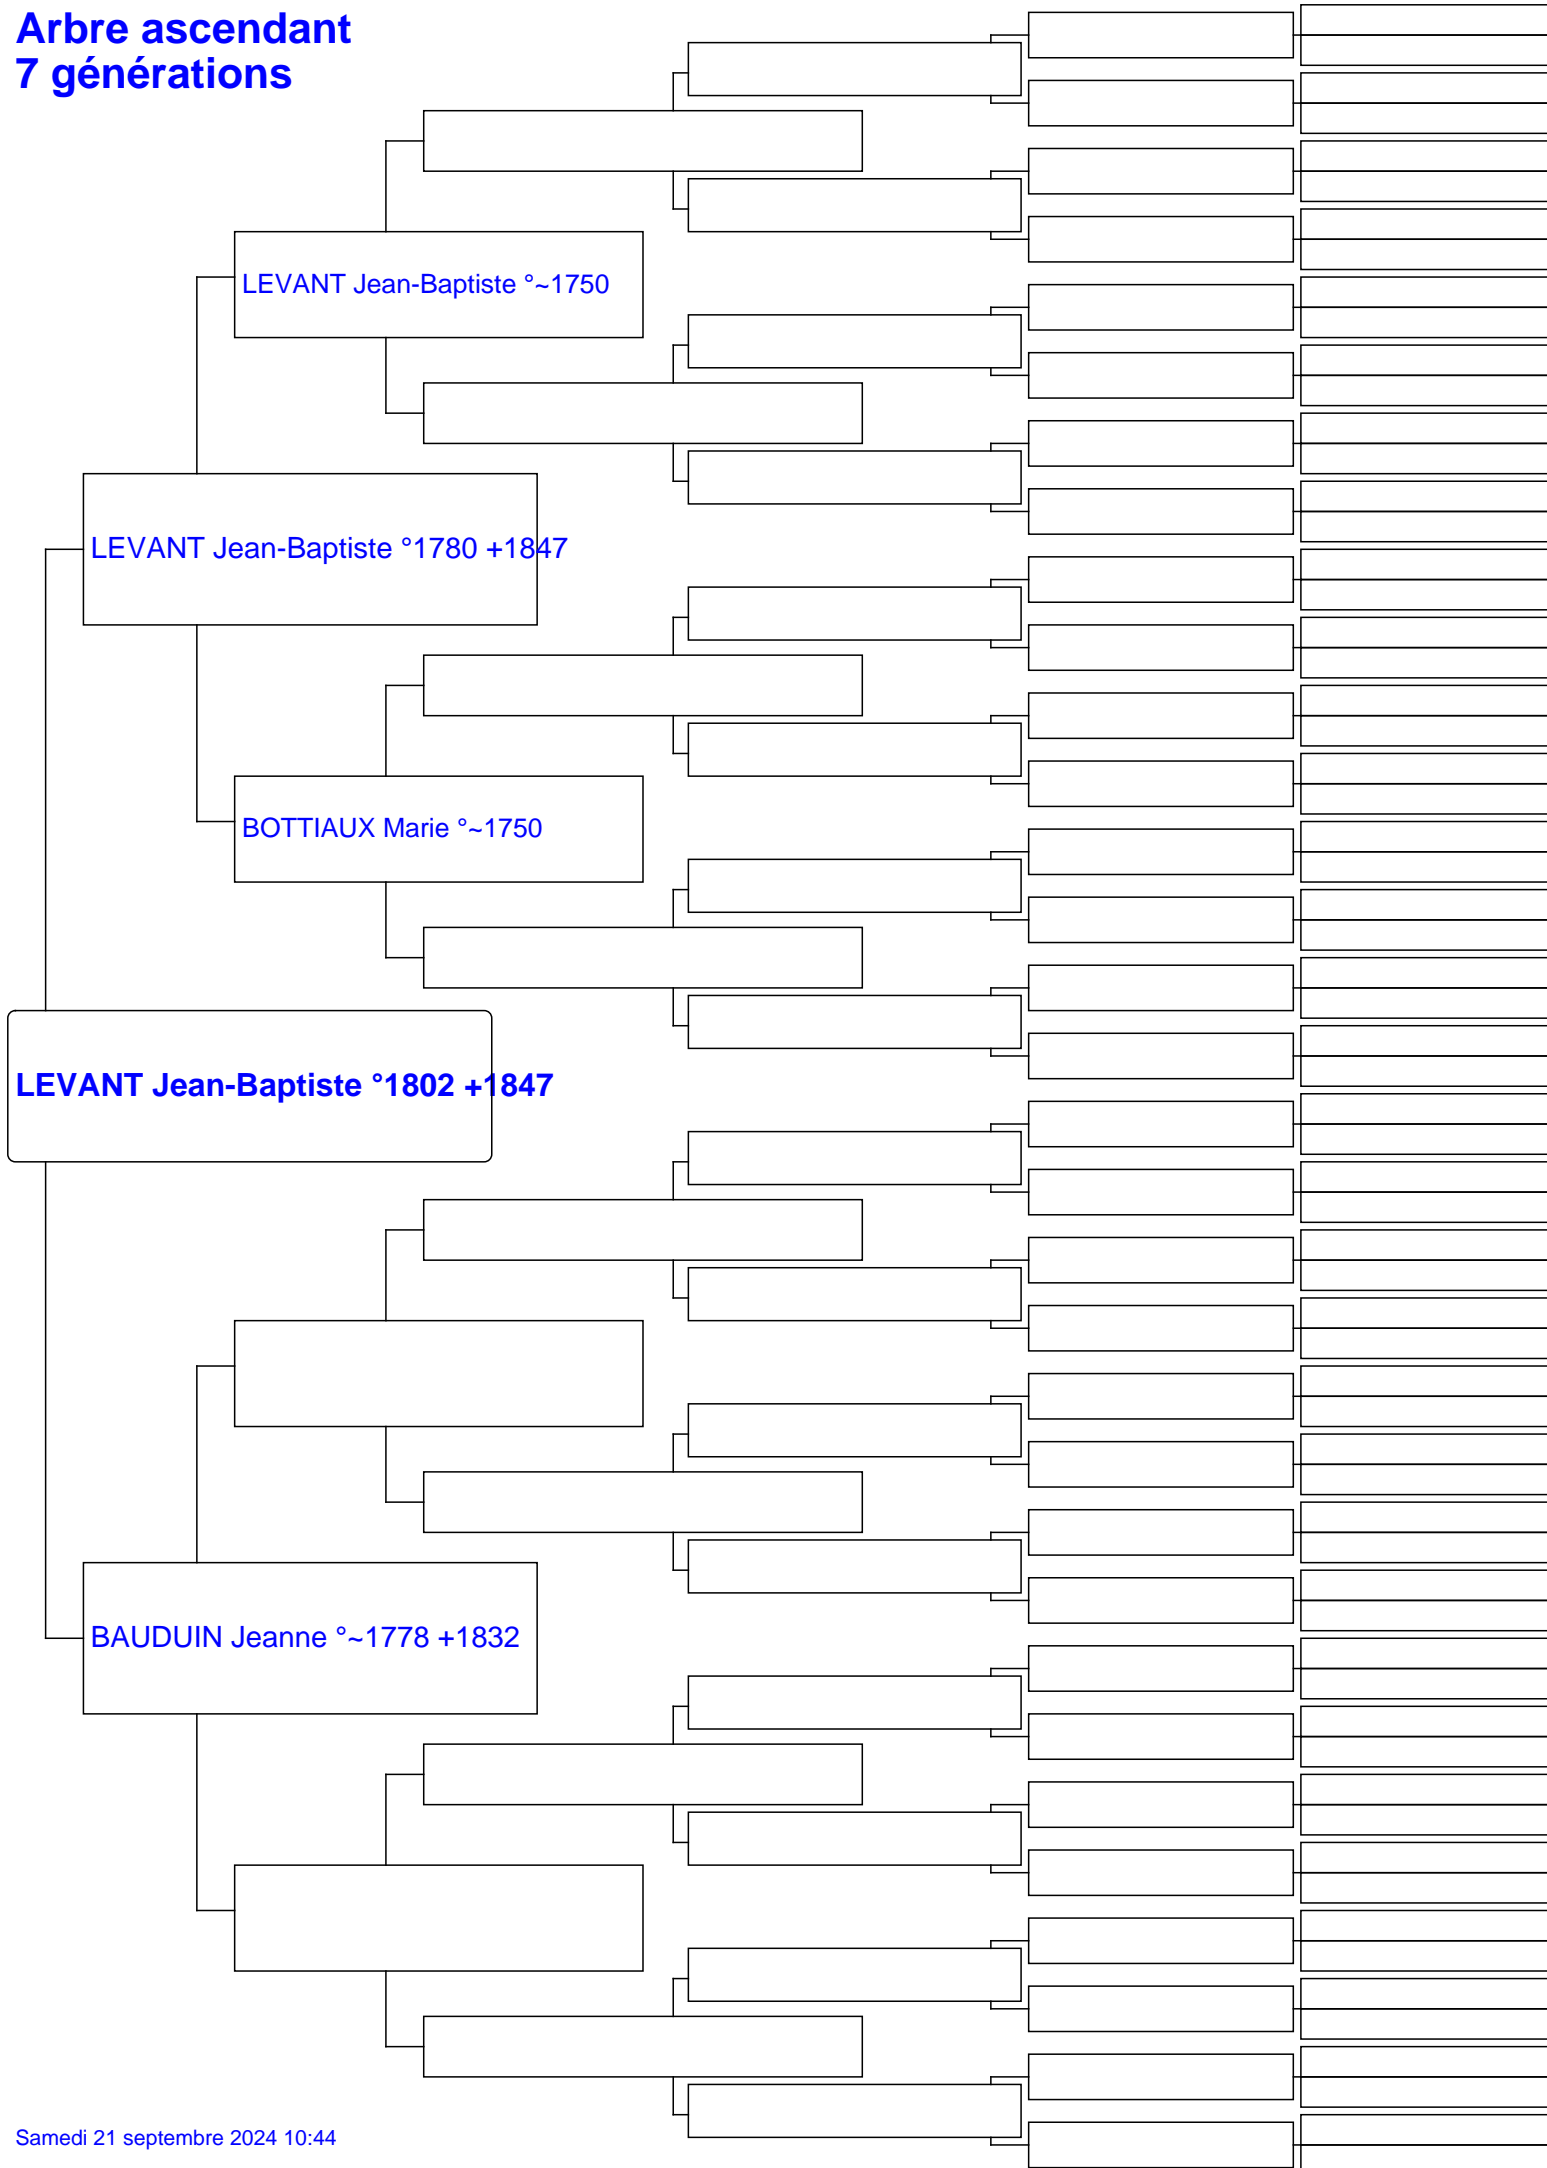 Arbre ascendant
7 générations
LEVANT Jean-Baptiste °~1750
LEVANT Jean-Baptiste °1780 +1847
BOTTIAUX Marie °~1750
LEVANT Jean-Baptiste °1802 +1847
BAUDUIN Jeanne °~1778 +1832
Samedi 21 septembre 2024 10:44